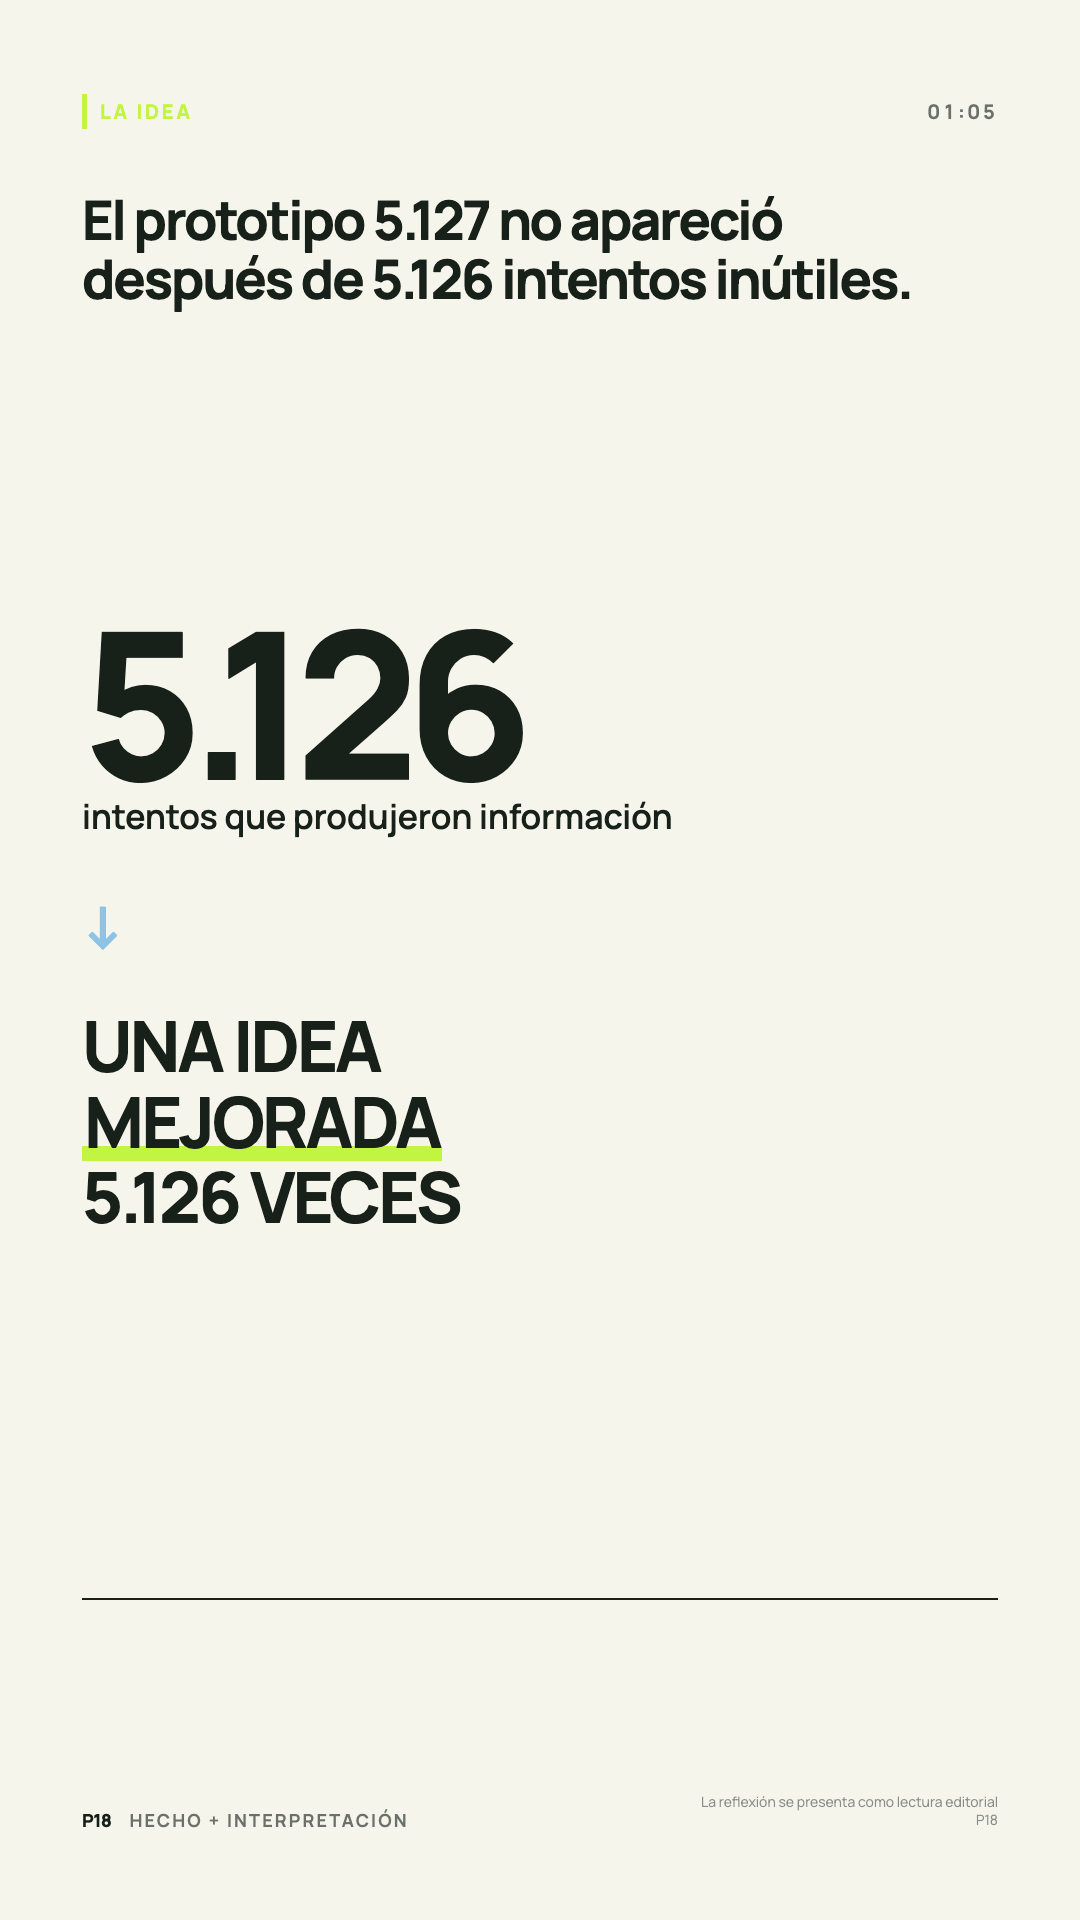 LA IDEA
01:05
El prototipo 5.127 no apareció
después de 5.126 intentos inútiles.
5.126
intentos que produjeron información
↓
UNA IDEA
MEJORADA
5.126 VECES
P18 HECHO + INTERPRETACIÓN
La reflexión se presenta como lectura editorial
P18